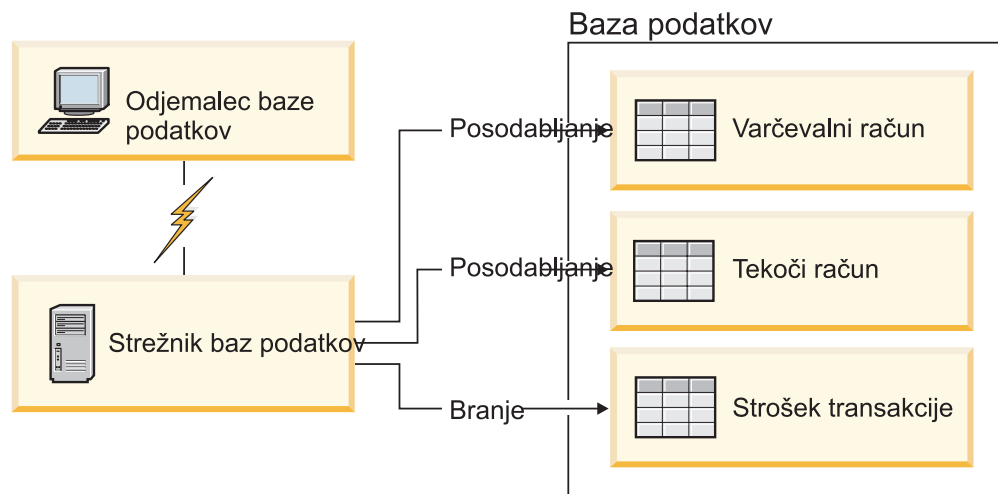 Baza podatkov
Odjemalec baze
podatkov
Posodabljanje
Varčevalni račun
Posodabljanje
Tekoči račun
Strežnik baz podatkov
Branje
Strošek transakcije